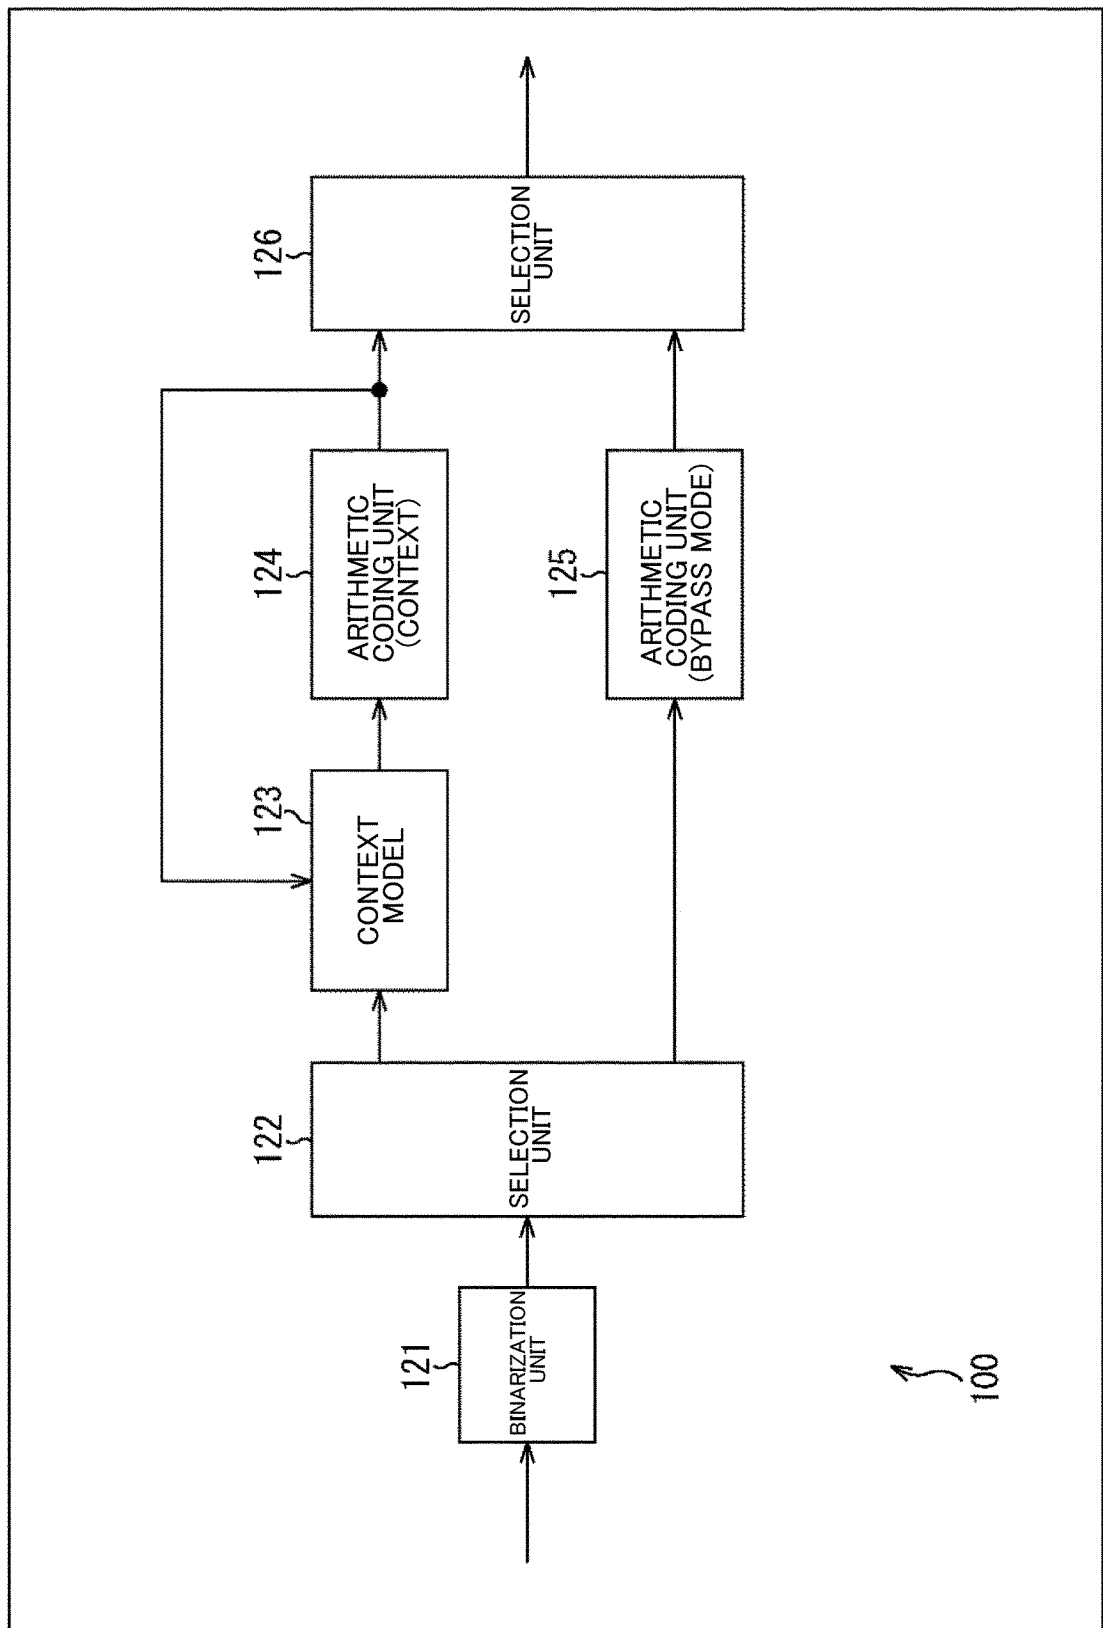 121
BINARIZATION
UNIT
122
SELECTION
UNIT
123
CONTEXT
MODEL
124
ARITHMETIC
CODING UNIT
(CONTEXT)
125
ARITHMETIC
CODING UNIT
(BYPASS MODE)
126
SELECTION
UNIT
100